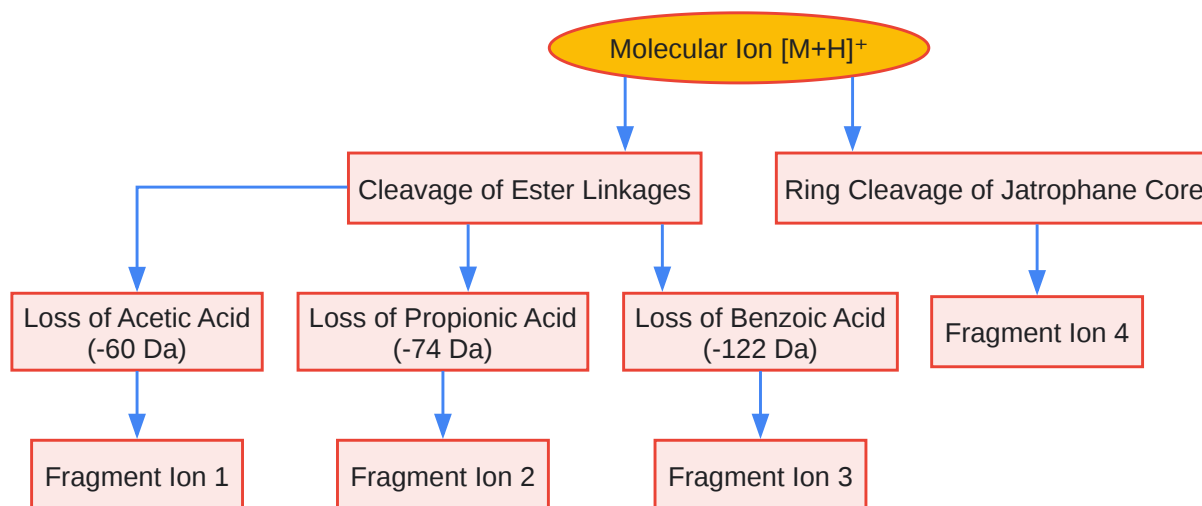 Molecular Ion [M+H]⁺
Cleavage of Ester Linkages
Ring Cleavage of Jatrophane Core
Loss of Acetic Acid
(-60 Da)
Loss of Propionic Acid
(-74 Da)
Loss of Benzoic Acid
(-122 Da)
Fragment Ion 4
Fragment Ion 1
Fragment Ion 2
Fragment Ion 3